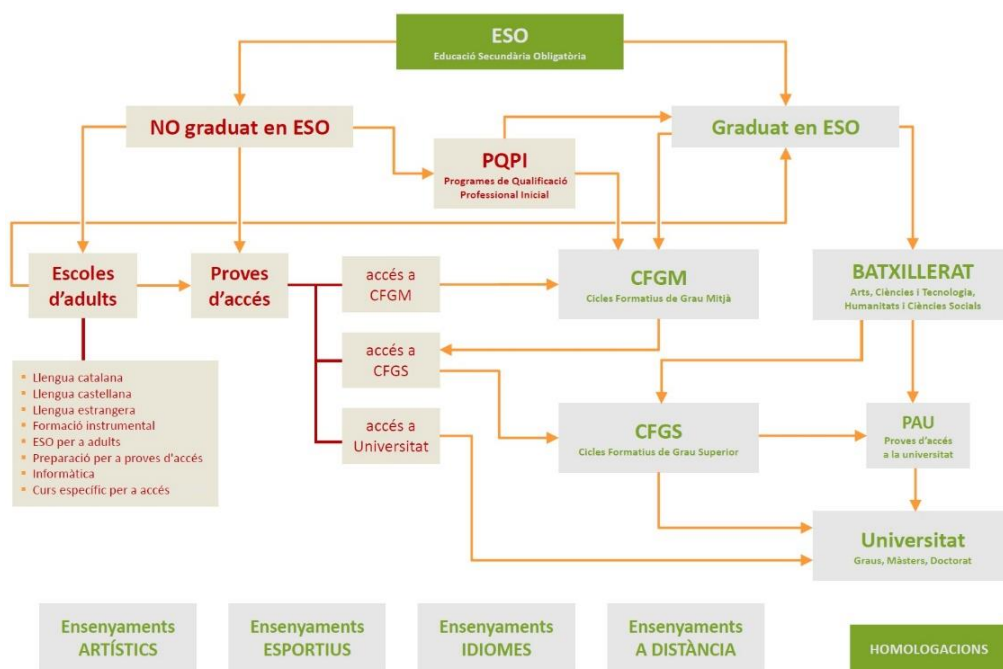 ESO
Educació Secundària Obligatòria
NO graduat en ESO
Graduat en ESO
PQPI
Programes de Qualificació
Professional Inicial
Escoles
d'adults
Proves
d'accés
accés a
CFGM
CFGM
Cicles Formatius de Grau Mitjà
BATXILLERAT
Arts, Ciències i Tecnologia,
Humanitats i Ciències Socials
accés a
CFGS
▪ Llengua catalana
▪ Llengua castellana
▪ Llengua estrangera
▪ Formació instrumental
▪ ESO per a adults
▪ Preparació per a proves d'accés
▪ Informàtica
▪ Curs específic per a accés
accés a
Universitat
CFGS
Cicles Formatius de Grau Superior
PAU
Proves d'accés
a la universitat
Universitat
Graus, Màsters, Doctorat
Ensenyaments
ARTÍSTICS
Ensenyaments
ESPORTIUS
Ensenyaments
IDIOMES
Ensenyaments
A DISTÀNCIA
HOMOLOGACIONS